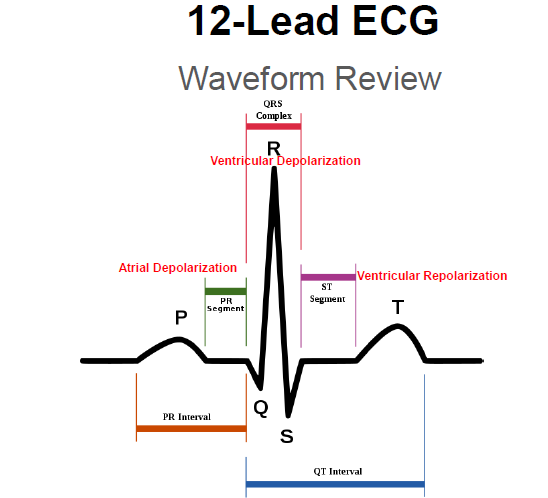 12-Lead ECG
Waveform Review
QRS
Complex
R
Ventricular Depolarization
Atrial Depolarization
PR
Segment
ST
Segment
Ventricular Repolarization
P
T
Q
S
PR Interval
QT Interval